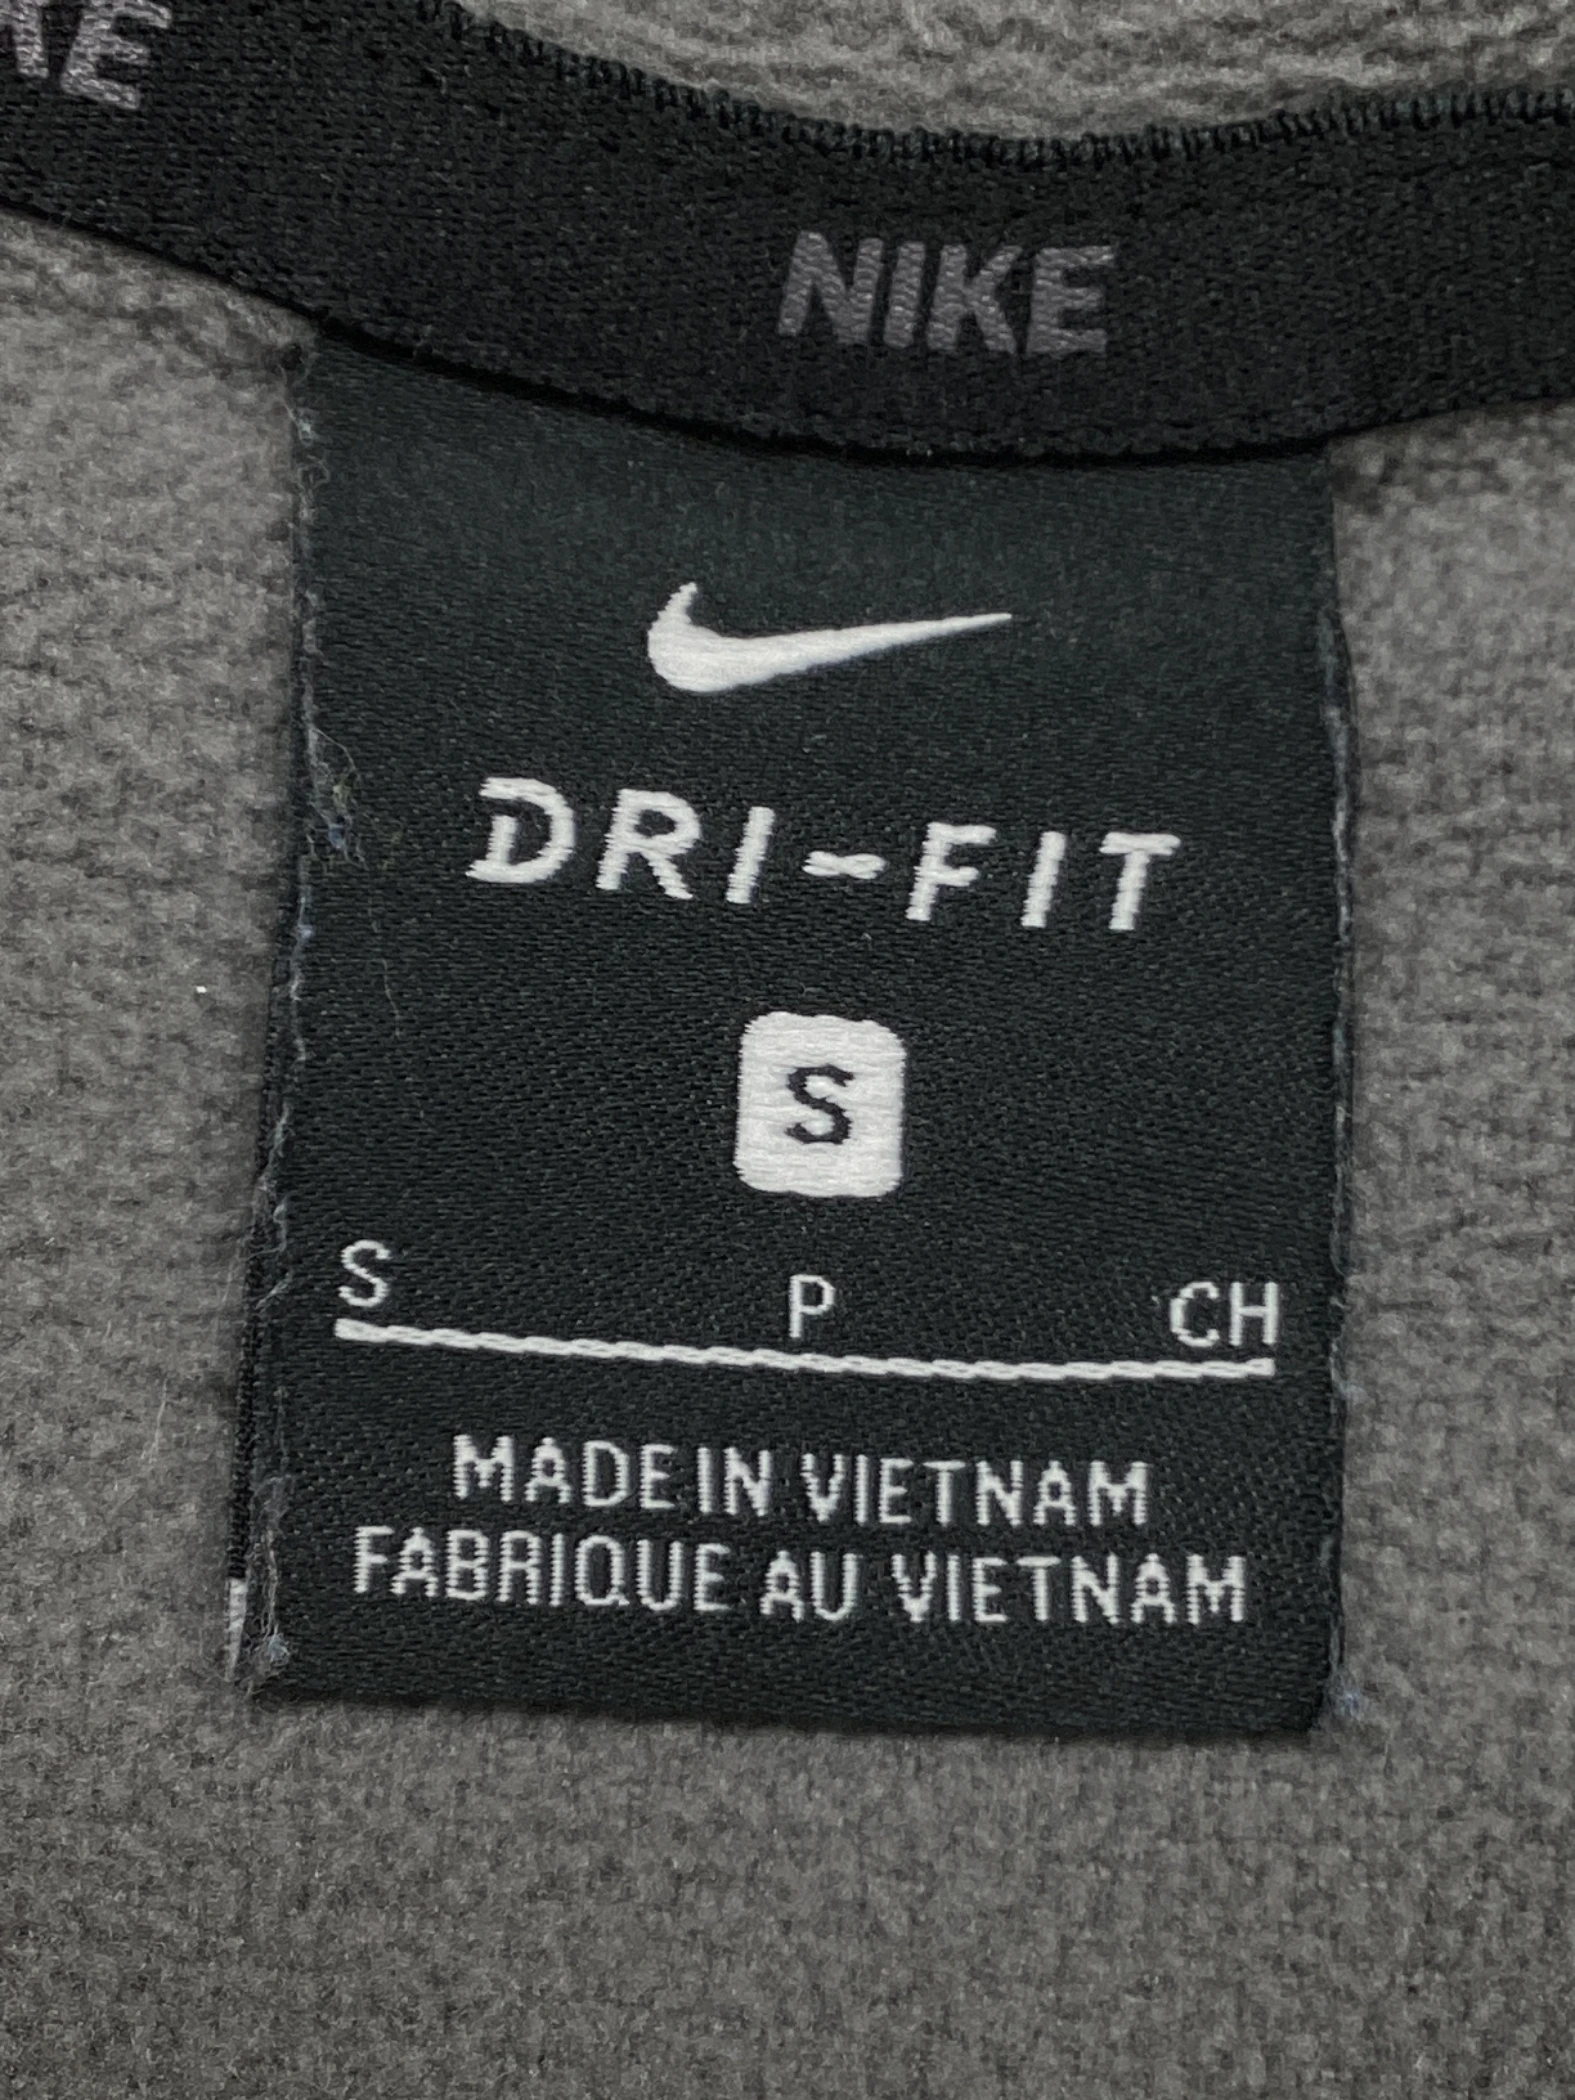 NIKE
DRI-FIT
S
S P CH
MADE IN VIETNAM
FABRIQUE AU VIETNAM